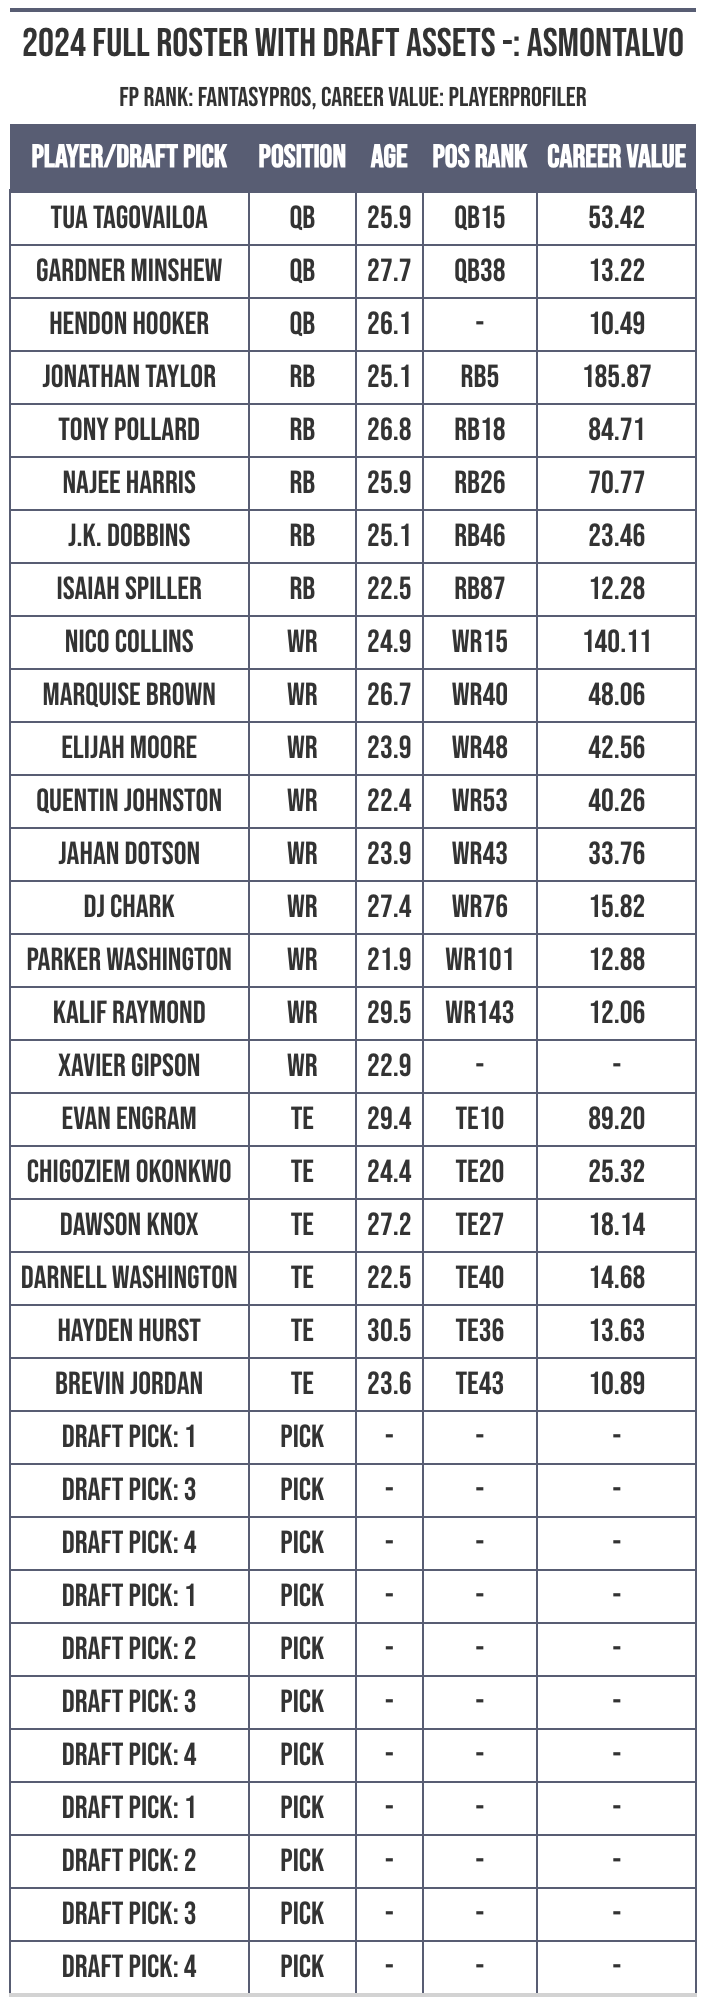 2024 FULL ROSTER WITH DRAFT ASSETS -: ASMONTALVO
FP RANK: FANTASYPROS, CAREER VALUE: PLAYERPROFILER
PLAYER/DRAFT PICK POSITION AGE POS RANK CAREER VALUE
TUA TAGOVAILOA QB 25.9 QB15 53.42
GARDNER MINSHEW QB 27.7 QB38 13.22
HENDON HOOKER QB 26.1 - 10.49
JONATHAN TAYLOR RB 25.1 RB5 185.87
TONY POLLARD RB 26.8 RB18 84.71
NAJEE HARRIS RB 25.9 RB26 70.77
J.K. DOBBINS RB 25.1 RB46 23.46
ISAIAH SPILLER RB 22.5 RB87 12.28
NICO COLLINS WR 24.9 WR15 140.11
MARQUISE BROWN WR 26.7 WR40 48.06
ELIJAH MOORE WR 23.9 WR48 42.56
QUENTIN JOHNSTON WR 22.4 WR53 40.26
JAHAN DOTSON WR 23.9 WR43 33.76
DJ CHARK WR 27.4 WR76 15.82
PARKER WASHINGTON WR 21.9 WR101 12.88
KALIF RAYMOND WR 29.5 WR143 12.06
XAVIER GIPSON WR 22.9 - -
EVAN ENGRAM TE 29.4 TE10 89.20
CHIGOZIEM OKONKWO TE 24.4 TE20 25.32
DAWSON KNOX TE 27.2 TE27 18.14
DARNELL WASHINGTON TE 22.5 TE40 14.68
HAYDEN HURST TE 30.5 TE36 13.63
BREVIN JORDAN TE 23.6 TE43 10.89
DRAFT PICK: 1 PICK - - -
DRAFT PICK: 3 PICK - - -
DRAFT PICK: 4 PICK - - -
DRAFT PICK: 1 PICK - - -
DRAFT PICK: 2 PICK - - -
DRAFT PICK: 3 PICK - - -
DRAFT PICK: 4 PICK - - -
DRAFT PICK: 1 PICK - - -
DRAFT PICK: 2 PICK - - -
DRAFT PICK: 3 PICK - - -
DRAFT PICK: 4 PICK - - -